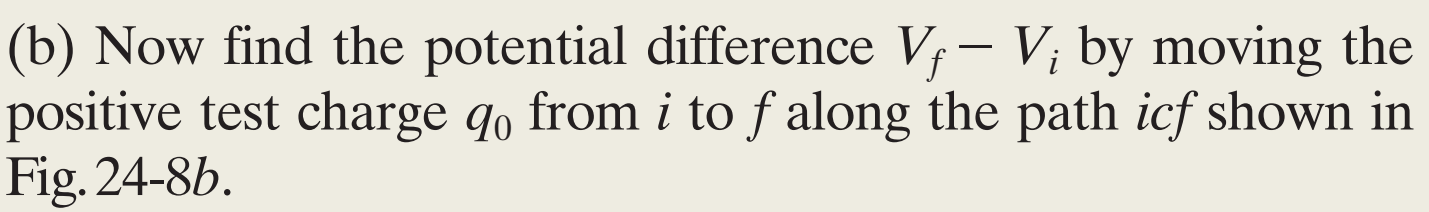 (b) Now find the potential difference V_f − V_i by moving the
positive test charge q_0 from i to f along the path icf shown in
Fig. 24-8b.